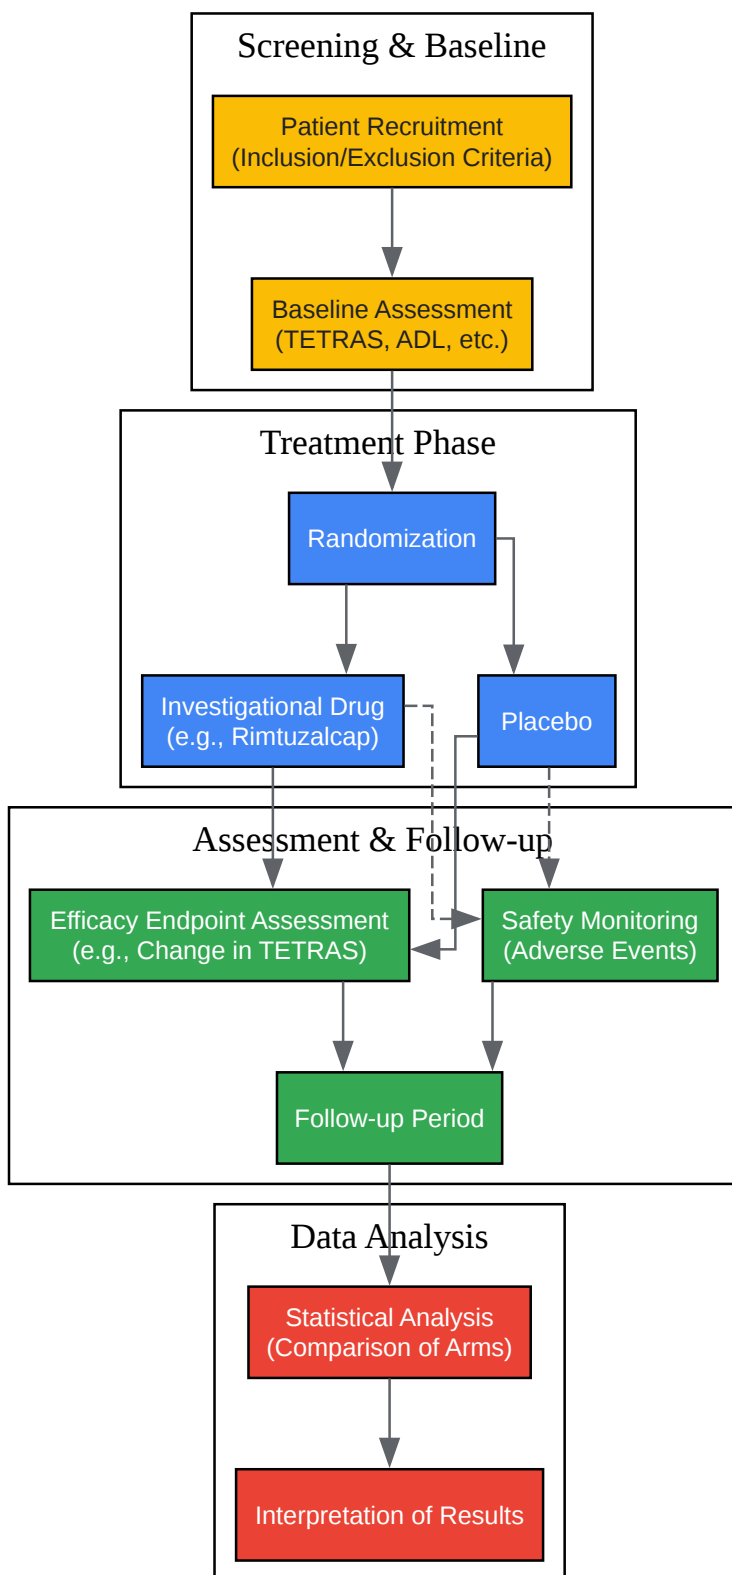 Screening & Baseline
Patient Recruitment
(Inclusion/Exclusion Criteria)
Baseline Assessment
(TETRAS, ADL, etc.)
Treatment Phase
Randomization
Investigational Drug
(e.g., Rimtuzalcap)
Placebo
Assessment & Follow-up
Efficacy Endpoint Assessment
(e.g., Change in TETRAS)
Safety Monitoring
(Adverse Events)
Follow-up Period
Data Analysis
Statistical Analysis
(Comparison of Arms)
Interpretation of Results